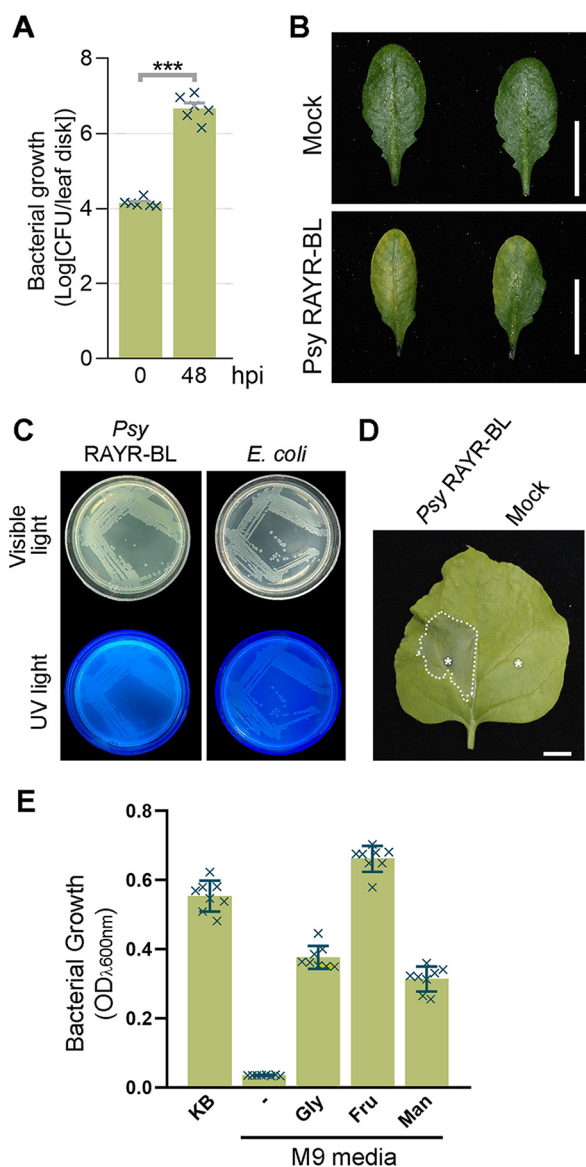 A
***
Bacterial growth
(Log[CFU/leaf disk])
8
6
4
2
0
0 48 hpi
B
Mock
Psy RAYR-BL
C
Psy
RAYR-BL
E. coli
Visible
light
UV light
D
Psy RAYR-BL
Mock
*
*
E
Bacterial Growth
(ODλ600nm)
0.8
0.6
0.4
0.2
0.0
KB - Gly Fru Man
M9 media